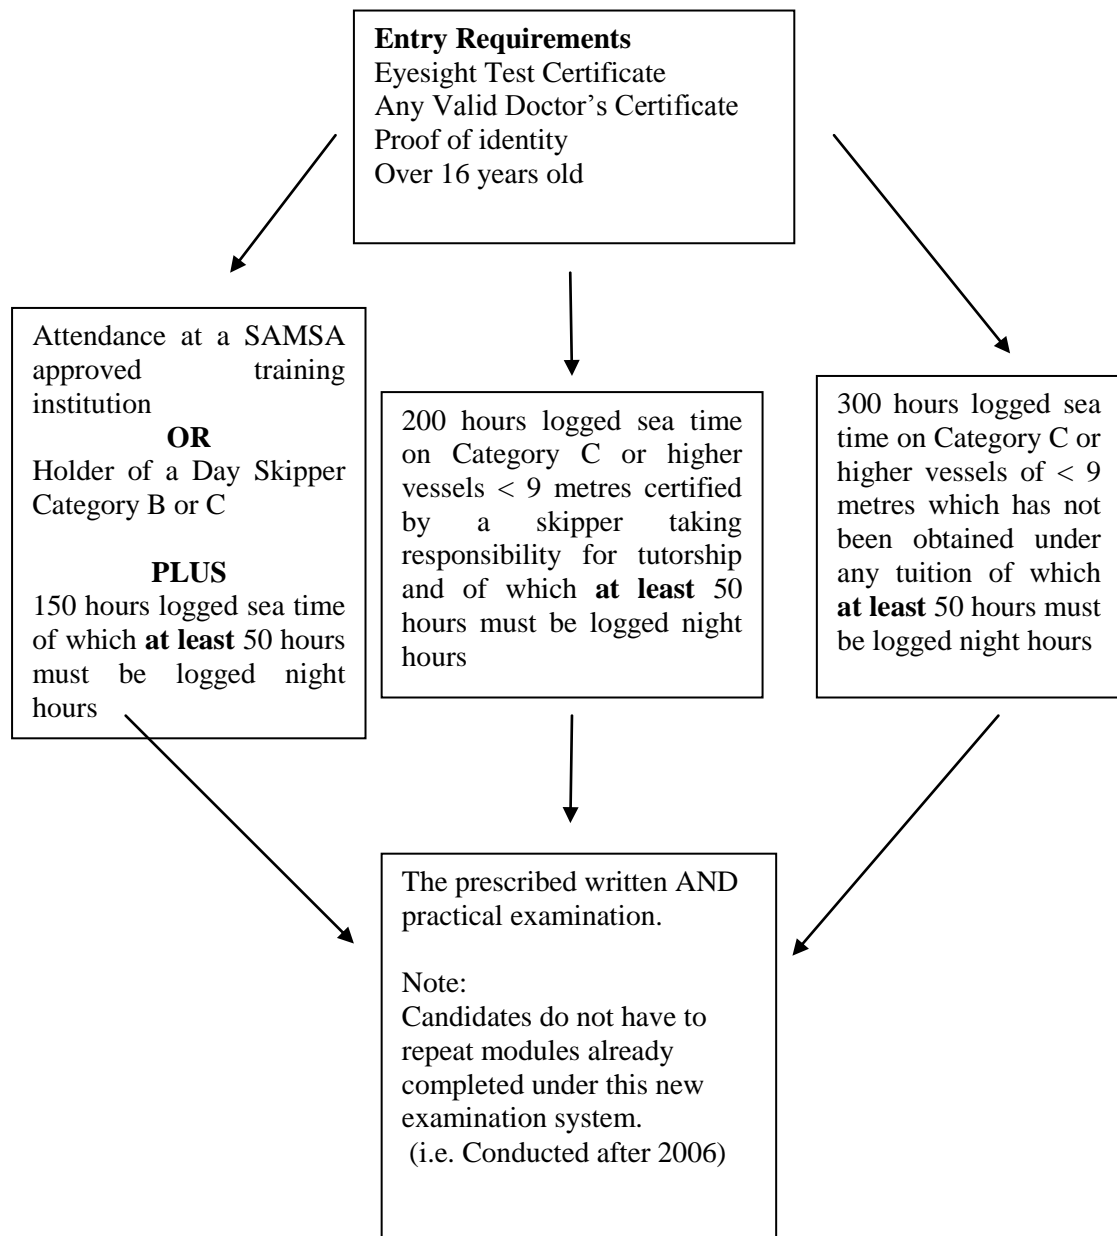 Entry Requirements
Eyesight Test Certificate
Any Valid Doctor’s Certificate
Proof of identity
Over 16 years old
Attendance at a SAMSA
approved training
institution
OR
Holder of a Day Skipper
Category B or C
PLUS
150 hours logged sea time
of which at least 50 hours
must be logged night
hours
200 hours logged sea time
on Category C or higher
vessels < 9 metres certified
by a skipper taking
responsibility for tutorship
and of which at least 50
hours must be logged night
hours
300 hours logged sea
time on Category C or
higher vessels of < 9
metres which has not
been obtained under
any tuition of which
at least 50 hours must
be logged night hours
The prescribed written AND
practical examination.
Note:
Candidates do not have to
repeat modules already
completed under this new
examination system.
(i.e. Conducted after 2006)